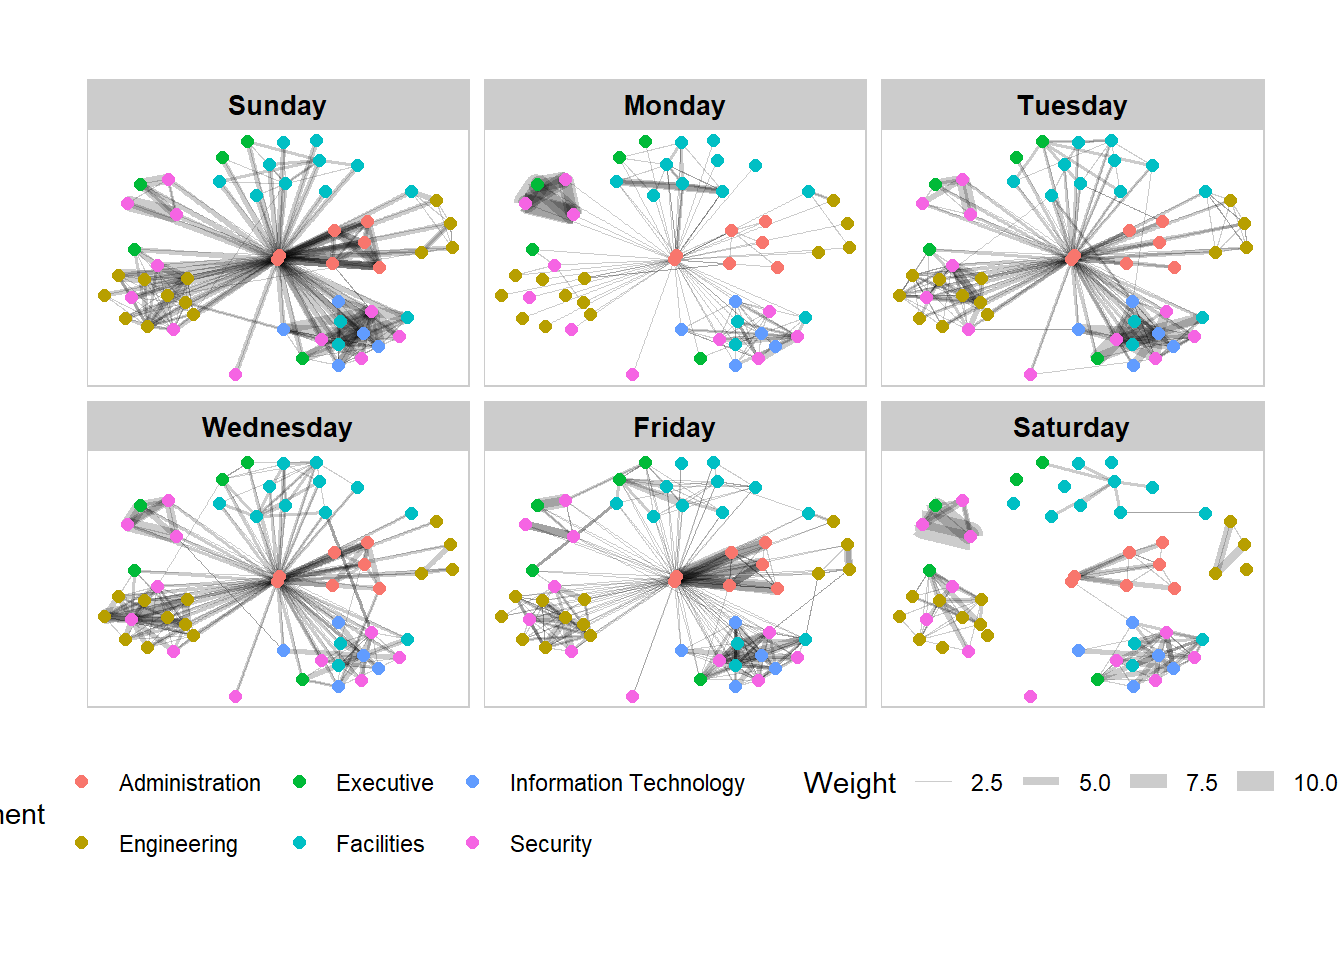 Sunday Monday Tuesday
Wednesday Friday Saturday
Administration Executive Information Technology Weight 2.5 5.0 7.5 10.0
Engineering Facilities Security